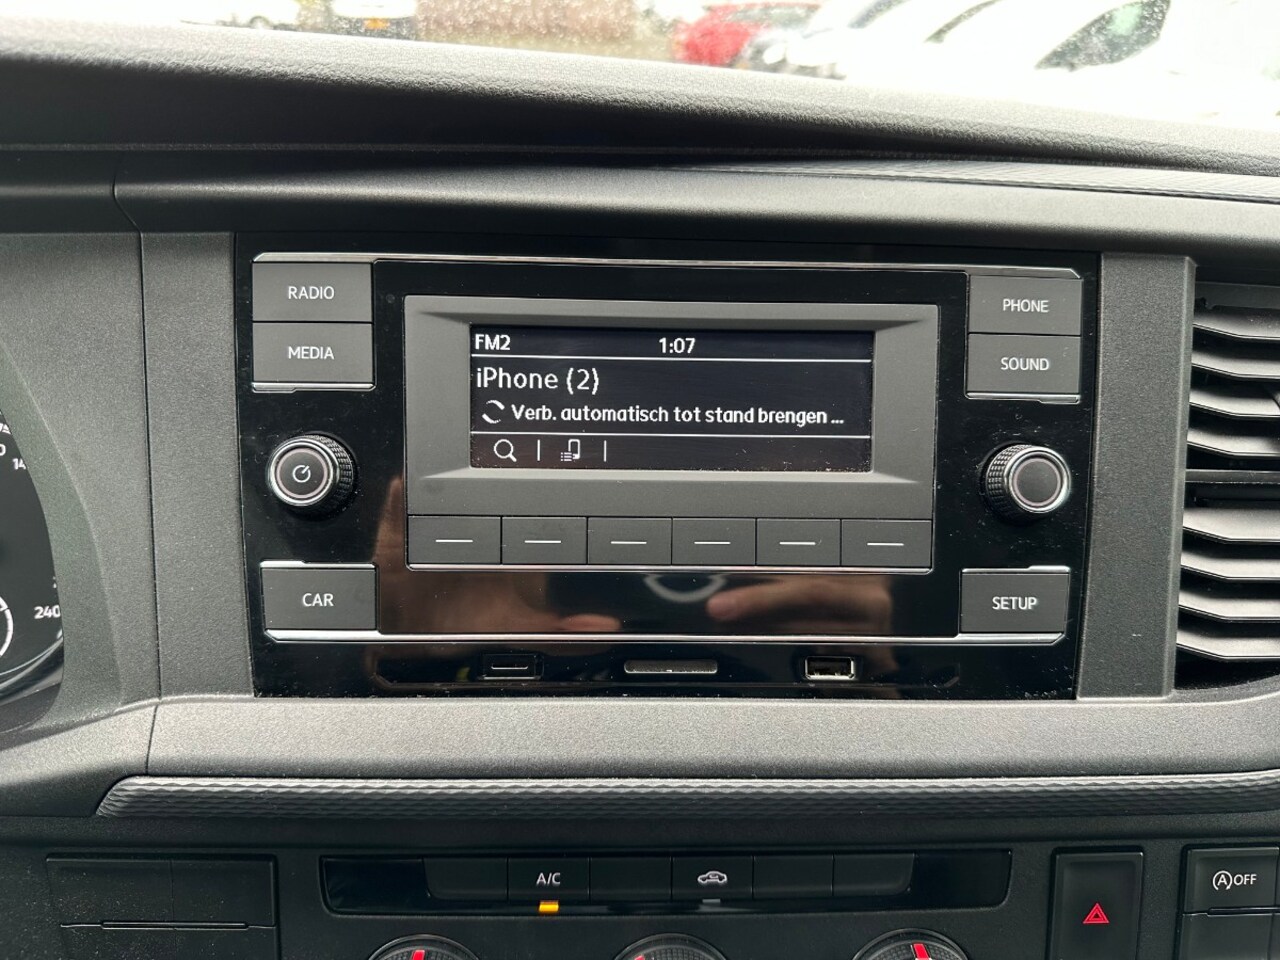 RADIO
MEDIA
CAR
PHONE
SOUND
SETUP
FM2 1:07
iPhone (2)
Verb. automatisch tot stand brengen ...
240
A/C
(A)OFF